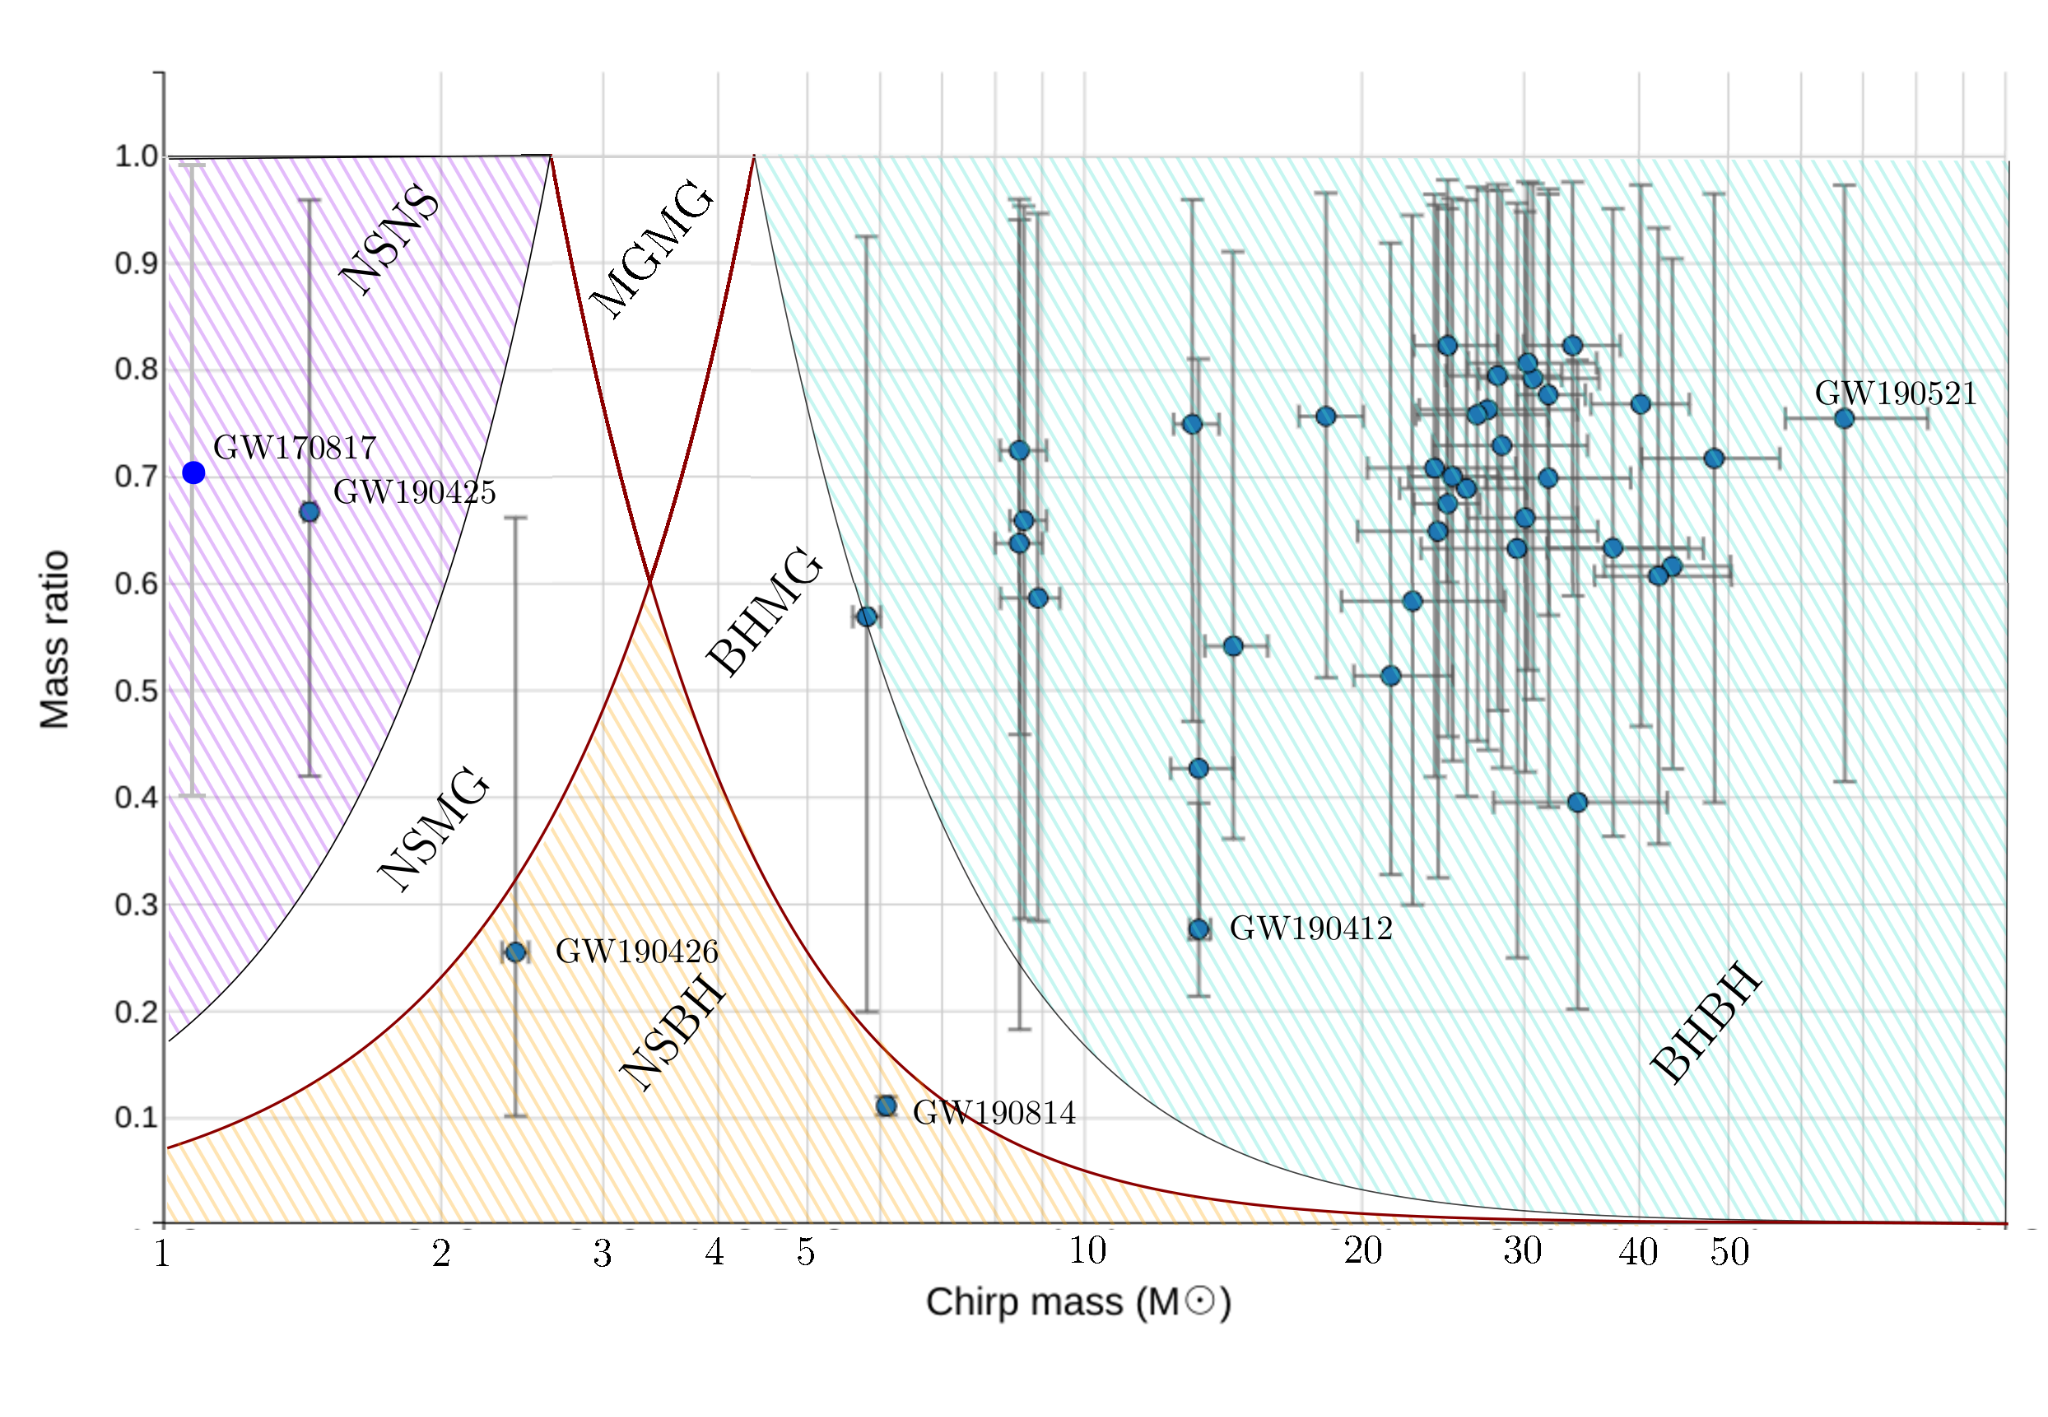 1.0
0.9
0.8
0.7
0.6
0.5
0.4
0.3
0.2
0.1
Mass ratio
NSNS
MGMG
GW170817
GW190425
GW190521
BHMG
NSMG
GW190426
GW190412
NSBH
BHBH
GW190814
1 2 3 4 5 10 20 30 40 50
Chirp mass (M☉)